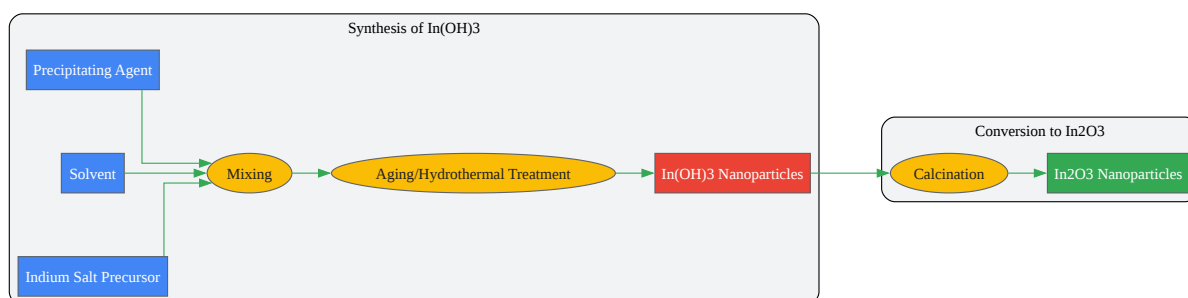 Synthesis of In(OH)3
Precipitating Agent
Solvent
Indium Salt Precursor
Mixing
Aging/Hydrothermal Treatment
In(OH)3 Nanoparticles
Conversion to In2O3
Calcination
In2O3 Nanoparticles